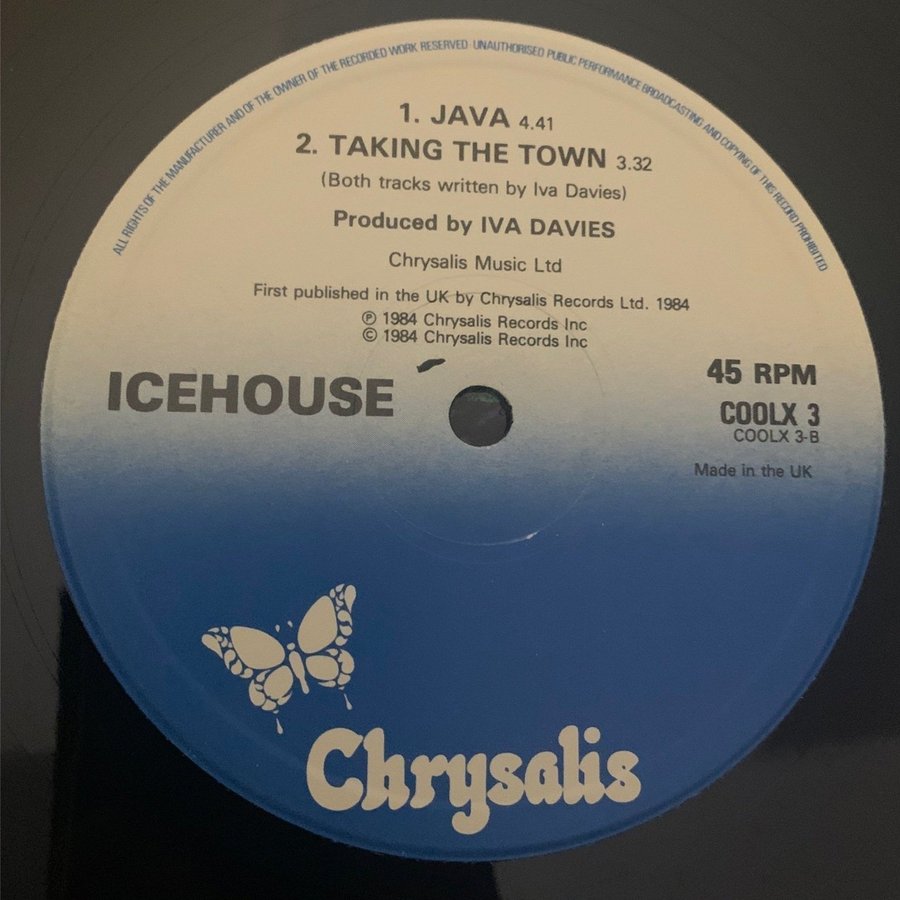 ALL RIGHTS OF THE MANUFACTURER AND OF THE OWNER OF THE RECORDED WORK RESERVED UNAUTHORISED PUBLIC PERFORMANCE BROADCASTING AND COPYING OF THIS RECORD PROHIBITED
1. JAVA 4.41
2. TAKING THE TOWN 3.32
(Both tracks written by Iva Davies)
Produced by IVA DAVIES
Chrysalis Music Ltd
First published in the UK by Chrysalis Records Ltd. 1984
℗ 1984 Chrysalis Records Inc
© 1984 Chrysalis Records Inc
ICEHOUSE
45 RPM
COOLX 3
COOLX 3-B
Made in the UK
Chrysalis